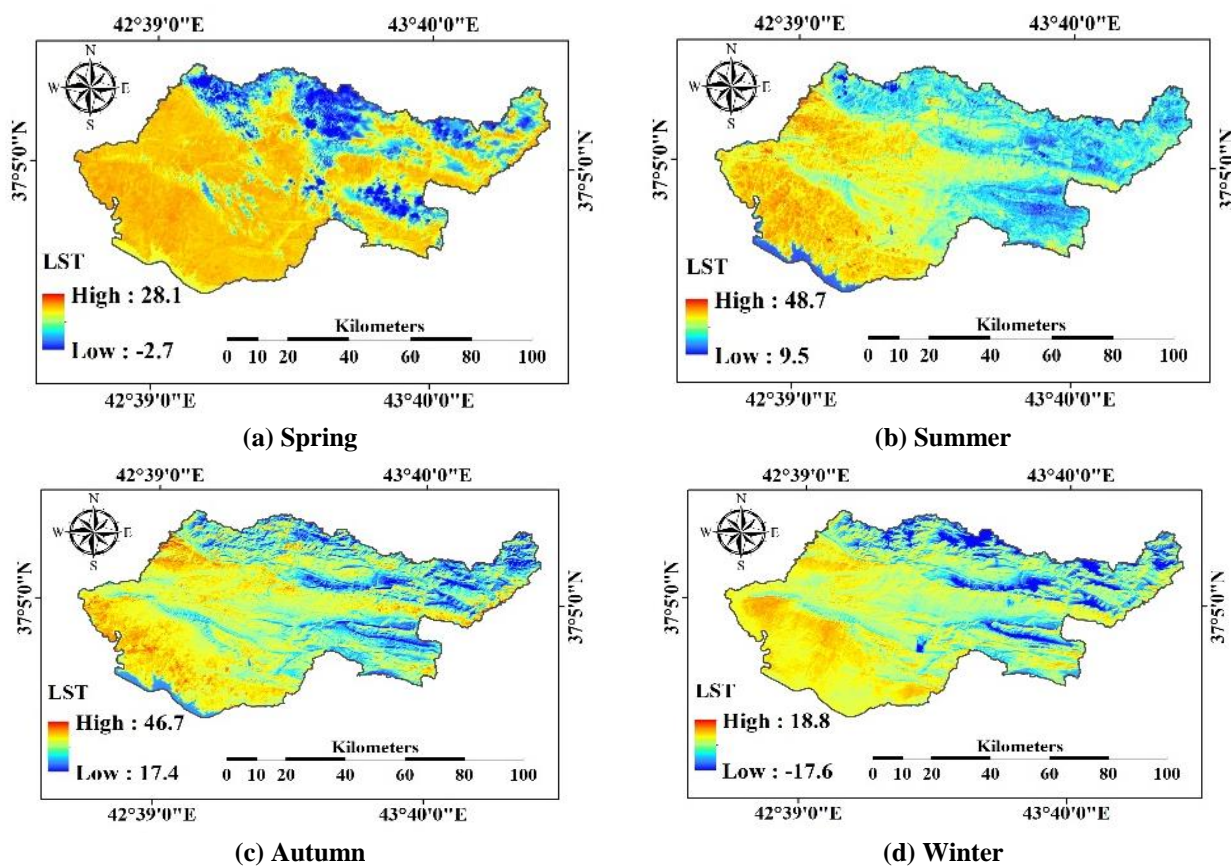 42°39'0"E 43°40'0"E
N
W E
S
37°5'0"N 37°5'0"N
LST
High : 28.1
Low : -2.7
Kilometers
0 10 20 40 60 80 100
42°39'0"E 43°40'0"E
(a) Spring
42°39'0"E 43°40'0"E
N
W E
S
37°5'0"N 37°5'0"N
LST
High : 48.7
Low : 9.5
Kilometers
0 10 20 40 60 80 100
42°39'0"E 43°40'0"E
(b) Summer
42°39'0"E 43°40'0"E
N
W E
S
37°5'0"N 37°5'0"N
LST
High : 46.7
Low : 17.4
Kilometers
0 10 20 40 60 80 100
42°39'0"E 43°40'0"E
(c) Autumn
42°39'0"E 43°40'0"E
N
W E
S
37°5'0"N 37°5'0"N
LST
High : 18.8
Low : -17.6
Kilometers
0 10 20 40 60 80 100
42°39'0"E 43°40'0"E
(d) Winter